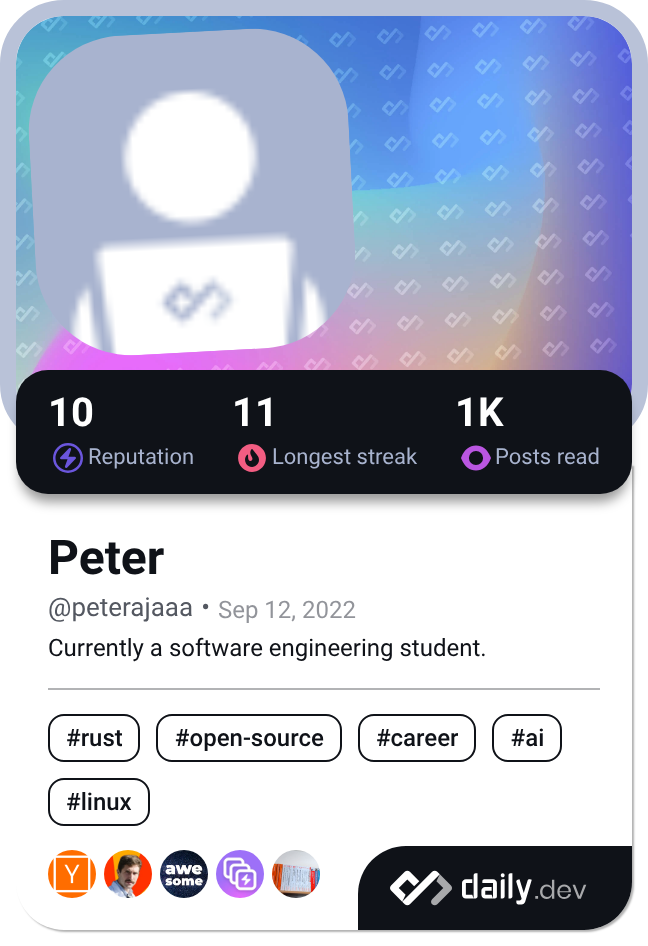 10 11 1K
Reputation Longest streak Posts read
Peter
@peterajaaa • Sep 12, 2022
Currently a software engineering student.
#rust #open-source #career #ai
#linux
Y awe
some
daily.dev